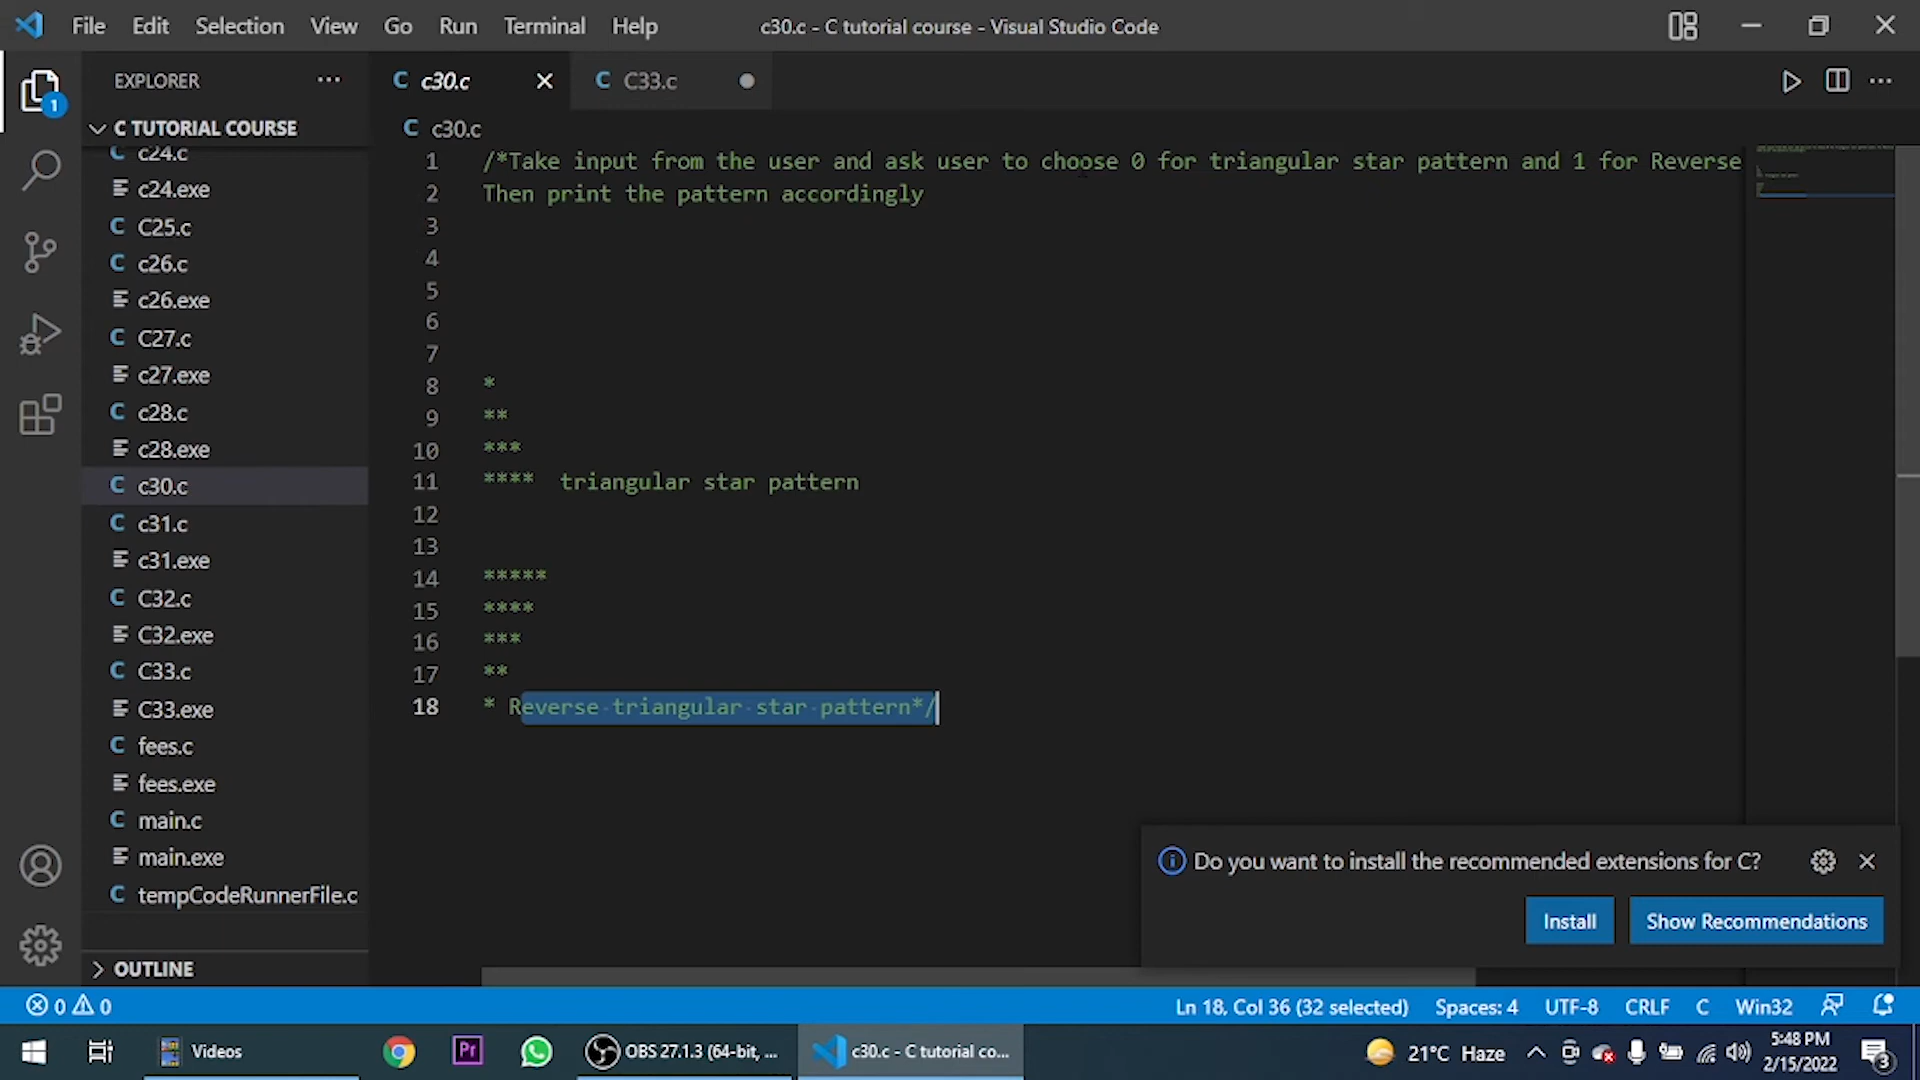 File Edit Selection View Go Run Terminal Help c30.c - C tutorial course - Visual Studio Code
EXPLORER
C TUTORIAL COURSE
c24.c
c24.exe
C25.c
c26.c
c26.exe
C27.c
c27.exe
c28.c
c28.exe
c30.c
c31.c
c31.exe
C32.c
C32.exe
C33.c
C33.exe
fees.c
fees.exe
main.c
main.exe
tempCodeRunnerFile.c
OUTLINE
C c30.c C C33.c
C c30.c
1 /*Take input from the user and ask user to choose 0 for triangular star pattern and 1 for Reverse
2 Then print the pattern accordingly
3
4
5
6
7
8 *
9 **
10 ***
11 **** triangular star pattern
12
13
14 *****
15 ****
16 ***
17 **
18 * Reverse triangular star pattern*/
Do you want to install the recommended extensions for C?
Install Show Recommendations
0 0 Ln 18, Col 36 (32 selected) Spaces: 4 UTF-8 CRLF C Win32
Videos Pr OBS 27.1.3 (64-bit, ... c30.c - C tutorial co... 21°C Haze 5:48 PM
2/15/2022 3